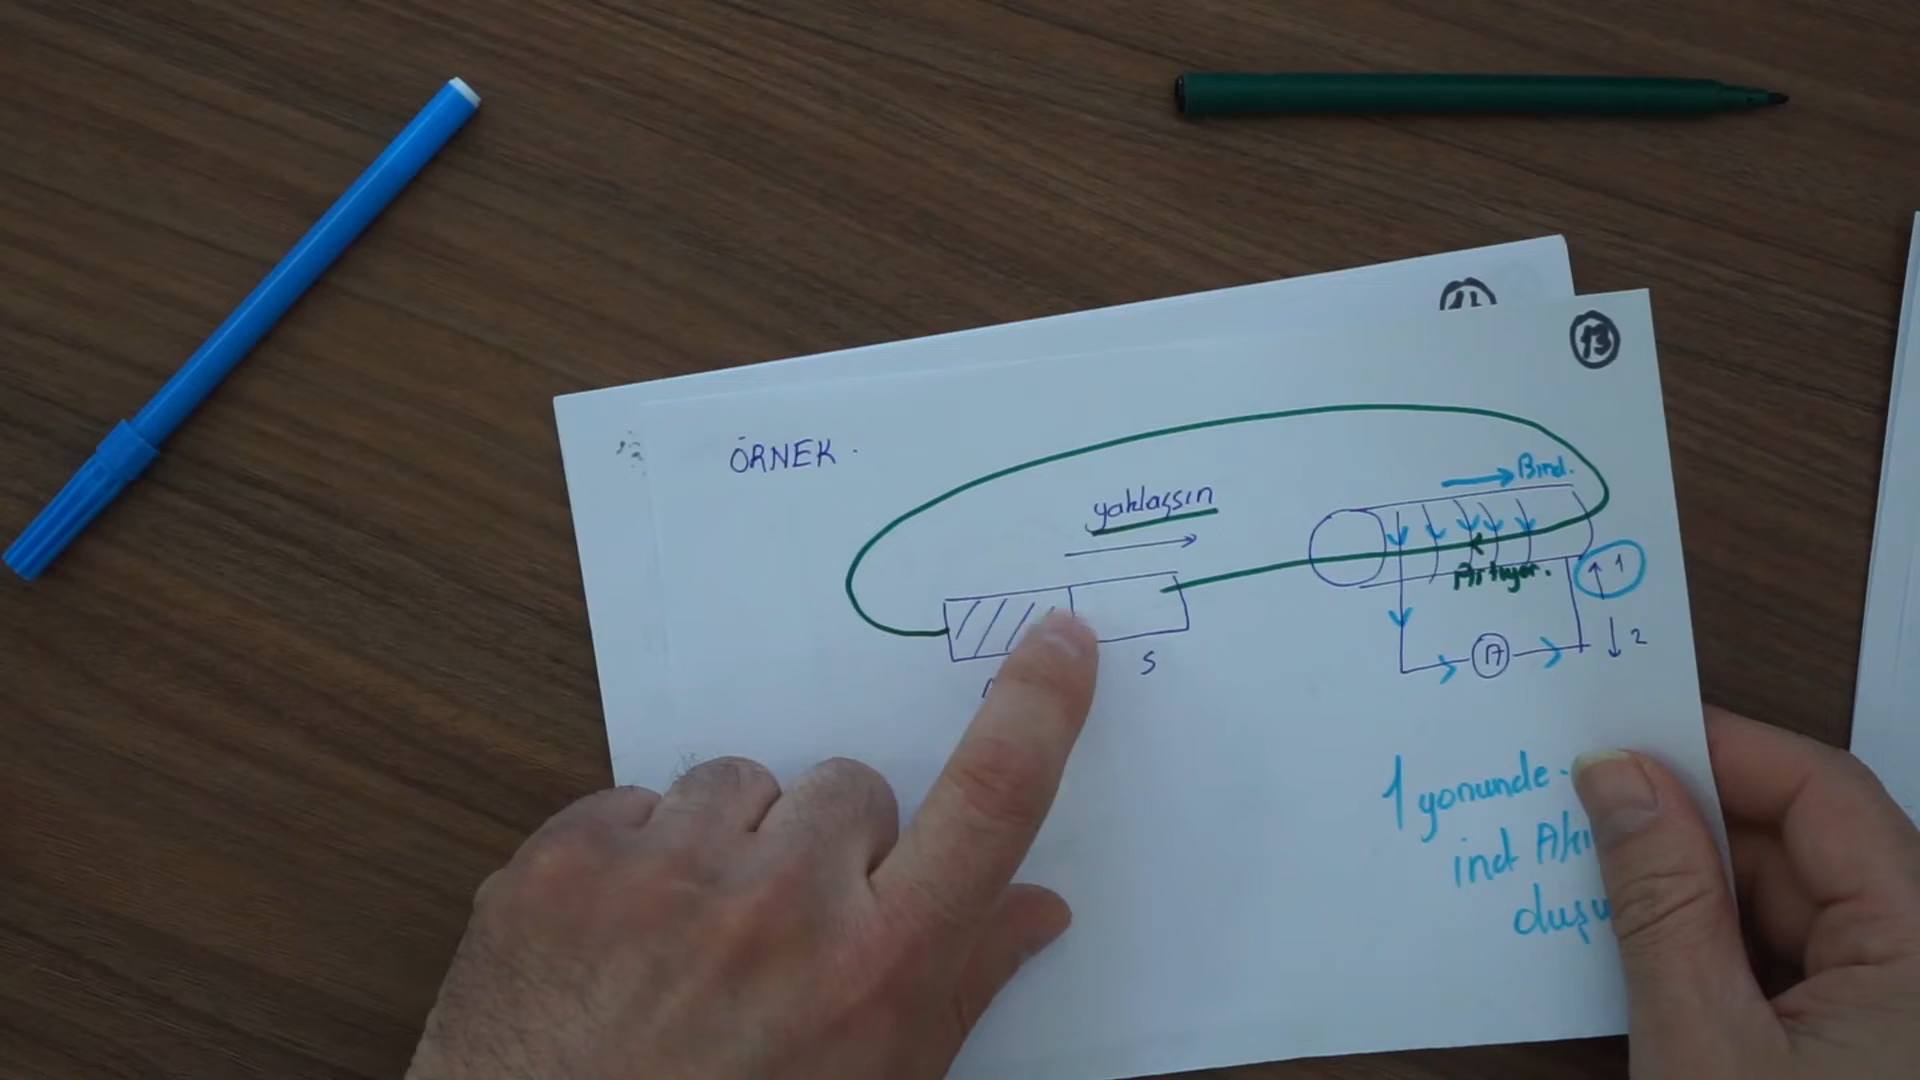 13
ÖRNEK.
yaklaşsın
Bind.
Artıyor.
1
2
A
S
1 yönünde.
ind